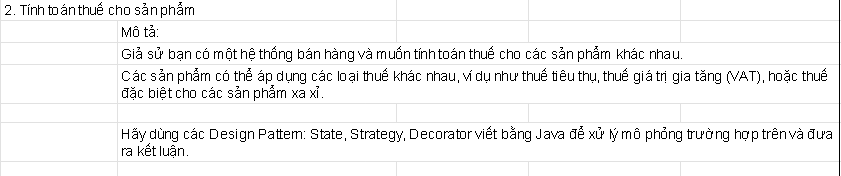 2. Tính toán thuế cho sản phẩm
Mô tả:
Giả sử bạn có một hệ thống bán hàng và muốn tính toán thuế cho các sản phẩm khác nhau.
Các sản phẩm có thể áp dụng các loại thuế khác nhau, ví dụ như thuế tiêu thụ, thuế giá trị gia tăng (VAT), hoặc thuế
đặc biệt cho các sản phẩm xa xỉ.
Hãy dùng các Design Pattern: State, Strategy, Decorator viết bằng Java để xử lý mô phỏng trường hợp trên và đưa
ra kết luận.